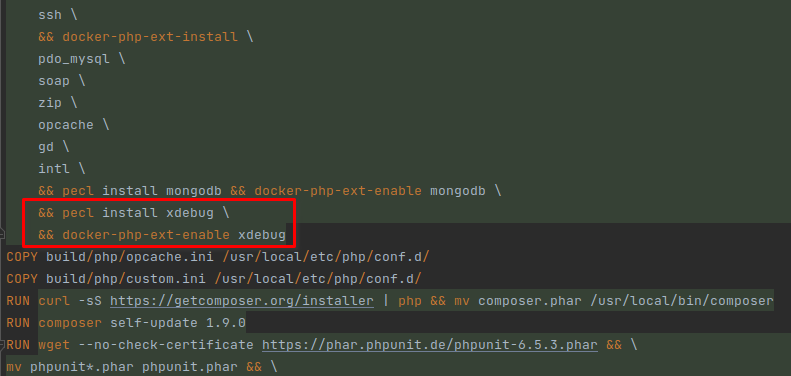 ssh \
&& docker-php-ext-install \
pdo_mysql \
soap \
zip \
opcache \
gd \
intl \
&& pecl install mongodb && docker-php-ext-enable mongodb \
&& pecl install xdebug \
&& docker-php-ext-enable xdebug
COPY build/php/opcache.ini /usr/local/etc/php/conf.d/
COPY build/php/custom.ini /usr/local/etc/php/conf.d/
RUN curl -sS https://getcomposer.org/installer | php && mv composer.phar /usr/local/bin/composer
RUN composer self-update 1.9.0
RUN wget --no-check-certificate https://phar.phpunit.de/phpunit-6.5.3.phar && \
mv phpunit*.phar phpunit.phar && \